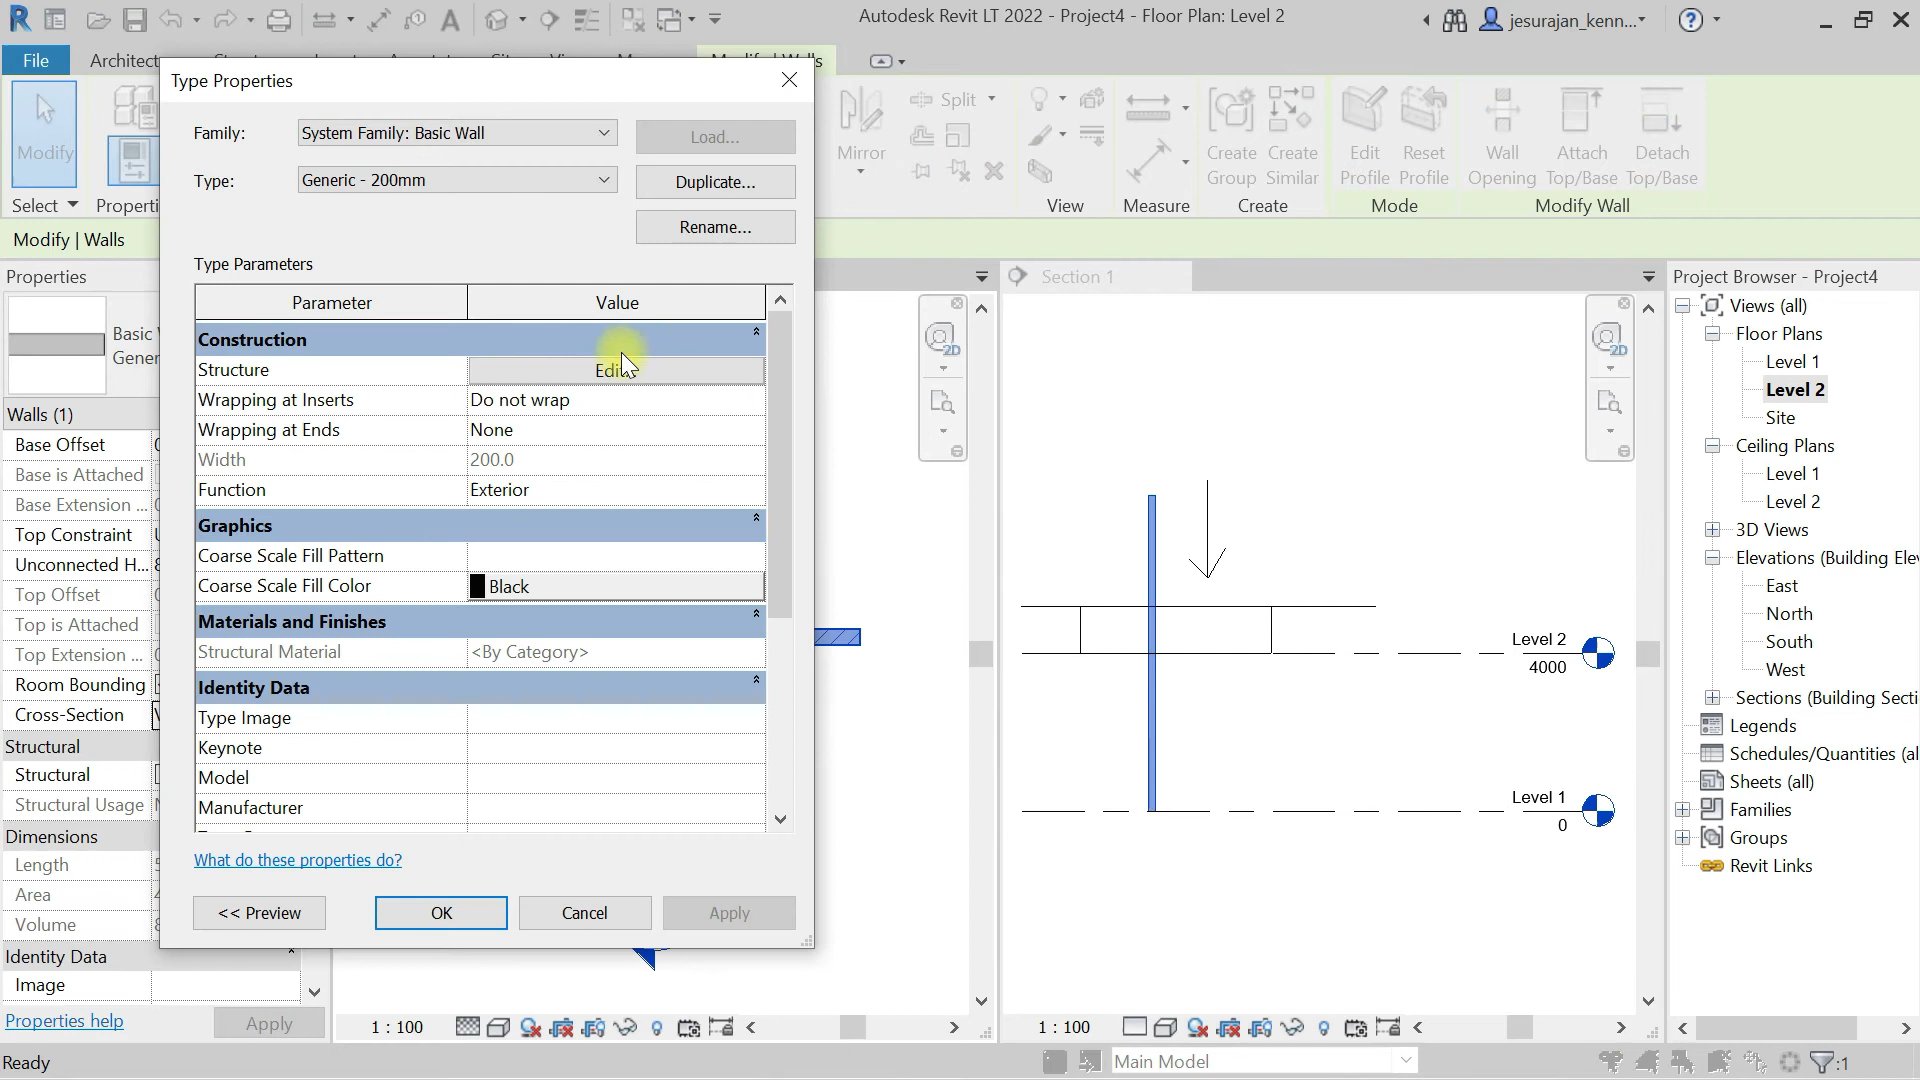 Autodesk Revit LT 2022 - Project4 - Floor Plan: Level 2
jesurajan_kenn...
File
Modify
Select
Split
Mirror
View
Measure
Create Group
Create Similar
Create
Edit Profile
Reset Profile
Mode
Wall Opening
Attach Top/Base
Detach Top/Base
Modify Wall
Modify | Walls
Properties
Walls (1)
Base Offset
Base is Attached
Base Extension ...
Top Constraint
Unconnected H...
Top Offset
Top is Attached
Top Extension ...
Room Bounding
Cross-Section
Structural
Structural
Structural Usage
Dimensions
Length
Area
Volume
Identity Data
Image
Properties help
Apply
Type Properties
Family:
System Family: Basic Wall
Load...
Type:
Generic - 200mm
Duplicate...
Rename...
Type Parameters
Parameter
Value
Construction
Structure
Wrapping at Inserts
Do not wrap
Wrapping at Ends
None
Width
200.0
Function
Exterior
Graphics
Coarse Scale Fill Pattern
Coarse Scale Fill Color
Black
Materials and Finishes
Structural Material
<By Category>
Identity Data
Type Image
Keynote
Model
Manufacturer
What do these properties do?
<< Preview
OK
Cancel
Apply
1 : 100
Section 1
2D
2D
Level 2
4000
Level 1
0
1 : 100
Project Browser - Project4
Views (all)
Floor Plans
Level 1
Level 2
Site
Ceiling Plans
Level 1
Level 2
3D Views
Elevations (Building Ele
East
North
South
West
Sections (Building Secti
Legends
Schedules/Quantities (al
Sheets (all)
Families
Groups
Revit Links
Ready
Main Model
:1